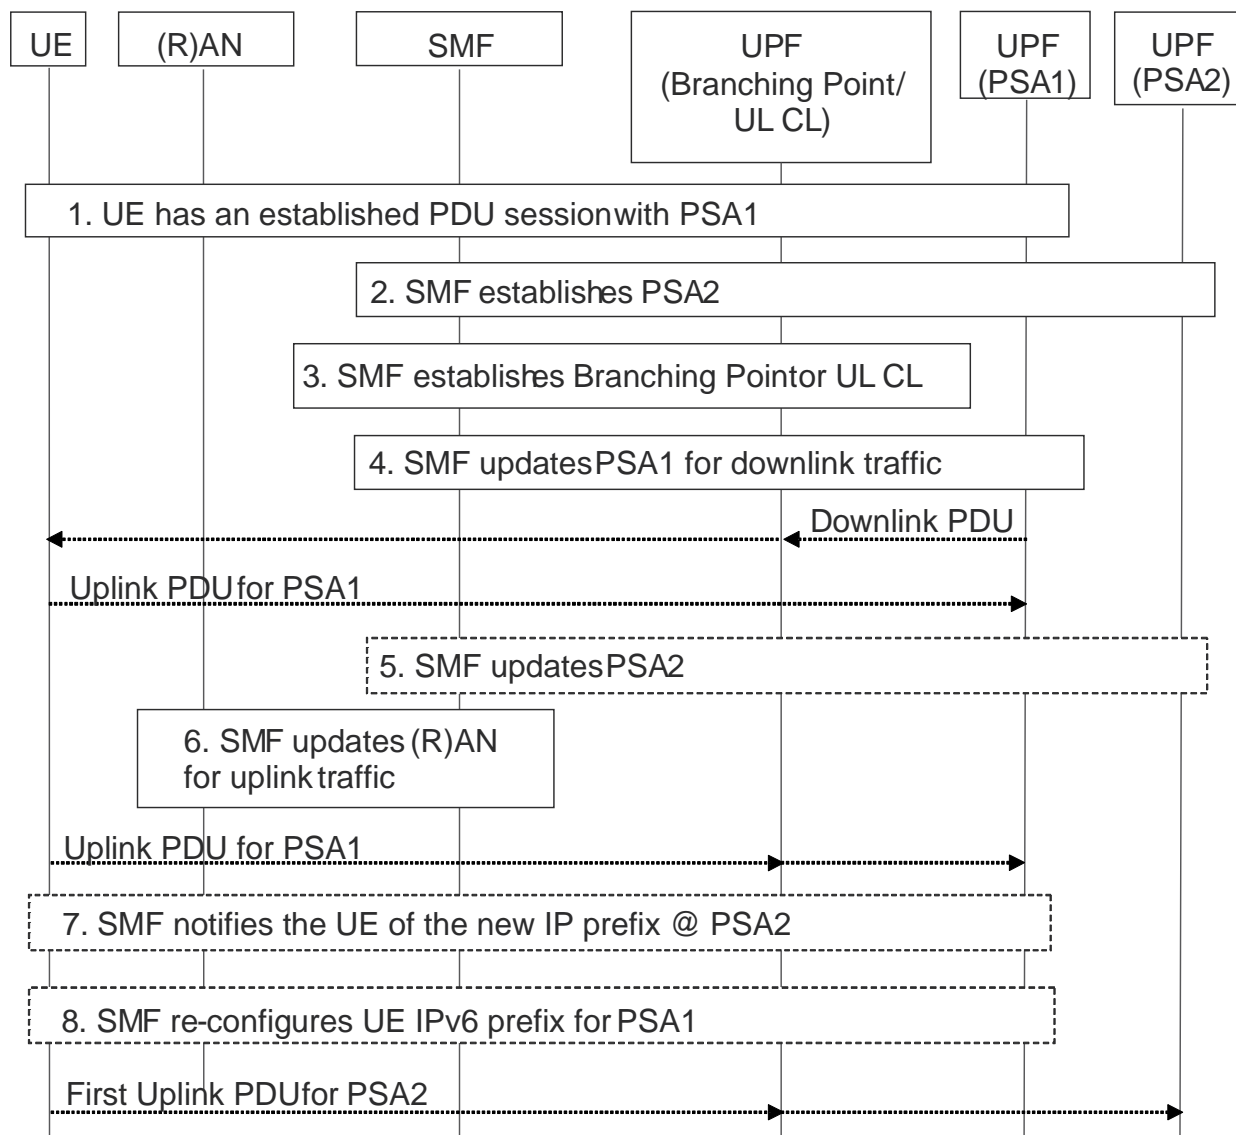 UE
(R)AN
SMF
UPF
(Branching Point/
UL CL)
UPF
(PSA1)
UPF
(PSA2)
1. UE has an established PDU session with PSA1
2. SMF establishes PSA2
3. SMF establishes Branching Point or UL CL
4. SMF updates PSA1 for downlink traffic
Downlink PDU
Uplink PDU for PSA1
5. SMF updates PSA2
6. SMF updates (R)AN
for uplink traffic
Uplink PDU for PSA1
7. SMF notifies the UE of the new IP prefix @ PSA2
8. SMF re-configures UE IPv6 prefix for PSA1
First Uplink PDU for PSA2